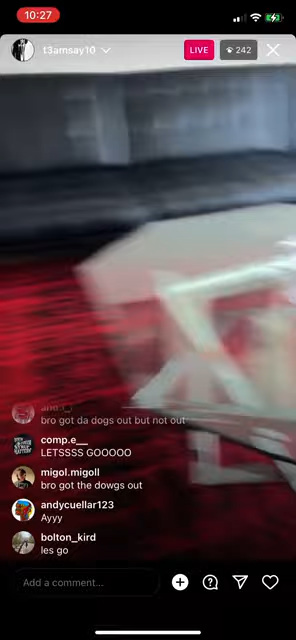 10:27
t3amsay10
LIVE
242
bro got da dogs out but not out
comp.e__
LETSSSS GOOOOO
migol.migoll
bro got the dowgs out
andycuellar123
Ayyy
bolton_kird
les go
Add a comment...